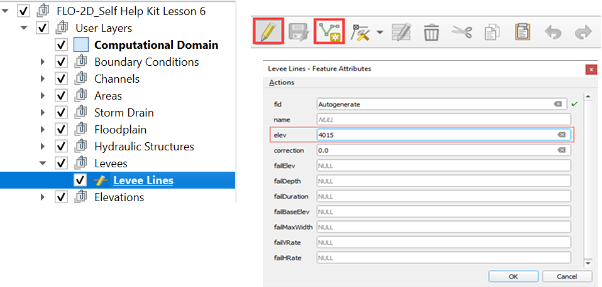 FLO-2D_Self Help Kit Lesson 6
User Layers
Computational Domain
Boundary Conditions
Channels
Areas
Storm Drain
Floodplain
Hydraulic Structures
Levees
Levee Lines
Elevations
Levee Lines - Feature Attributes
Actions
fid Autogenerate
name NULL
elev 4015
correction 0.0
failElev NULL
failDepth NULL
failDuration NULL
failBaseElev NULL
failMaxWidth NULL
failVRate NULL
failHRate NULL
OK Cancel